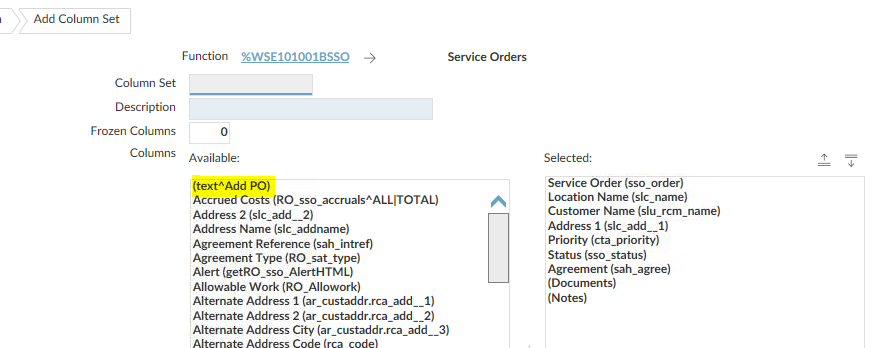 Add Column Set
Function %WSE101001BSSO → Service Orders
Column Set
Description
Frozen Columns 0
Columns Available: Selected:
(text^Add PO)
Accrued Costs (RO_sso_accruals^ALL|TOTAL)
Address 2 (slc_add__2)
Address Name (slc_addname)
Agreement Reference (sah_intref)
Agreement Type (RO_sat_type)
Alert (getRO_sso_AlertHTML)
Allowable Work (RO_Allowork)
Alternate Address 1 (ar_custaddr.rca_add__1)
Alternate Address 2 (ar_custaddr.rca_add__2)
Alternate Address City (ar_custaddr.rca_add__3)
Alternate Address Code (rca_code)
Service Order (sso_order)
Location Name (slc_name)
Customer Name (slu_rcm_name)
Address 1 (slc_add__1)
Priority (cta_priority)
Status (sso_status)
Agreement (sah_agree)
(Documents)
(Notes)